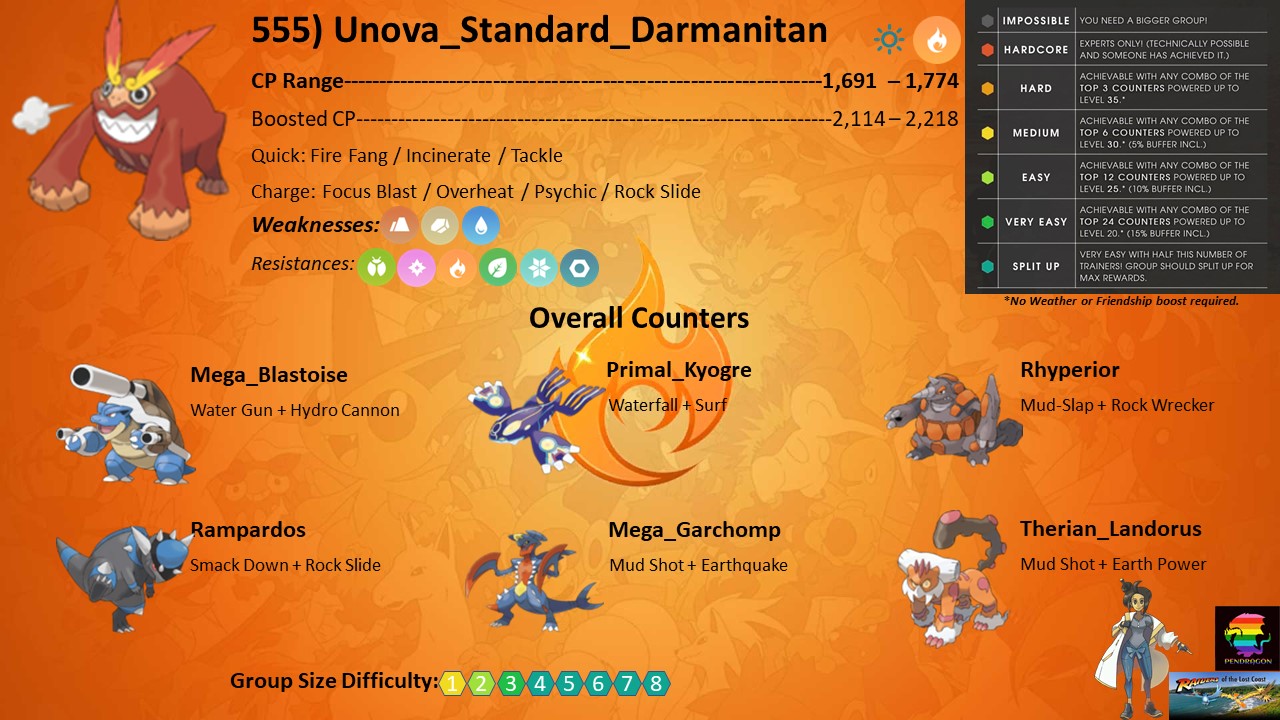 555) Unova_Standard_Darmanitan
CP Range--------------------------------------------------------------------1,691 – 1,774
Boosted CP--------------------------------------------------------------------2,114 – 2,218
Quick: Fire Fang / Incinerate / Tackle
Charge: Focus Blast / Overheat / Psychic / Rock Slide
Weaknesses:
Resistances:
IMPOSSIBLE YOU NEED A BIGGER GROUP!
HARDCORE EXPERTS ONLY! (TECHNICALLY POSSIBLE
AND SOMEONE HAS ACHIEVED IT.)
HARD ACHIEVABLE WITH ANY COMBO OF THE
TOP 3 COUNTERS POWERED UP TO
LEVEL 35.*
MEDIUM ACHIEVABLE WITH ANY COMBO OF THE
TOP 6 COUNTERS POWERED UP TO
LEVEL 30.* (5% BUFFER INCL.)
EASY ACHIEVABLE WITH ANY COMBO OF THE
TOP 12 COUNTERS POWERED UP TO
LEVEL 25.* (10% BUFFER INCL.)
VERY EASY ACHIEVABLE WITH ANY COMBO OF THE
TOP 24 COUNTERS POWERED UP TO
LEVEL 20.* (15% BUFFER INCL.)
SPLIT UP VERY EASY WITH HALF THIS NUMBER OF
TRAINERS! GROUP SHOULD SPLIT UP FOR
MAX REWARDS.
*No Weather or Friendship boost required.
Overall Counters
Mega_Blastoise
Water Gun + Hydro Cannon
Primal_Kyogre
Waterfall + Surf
Rhyperior
Mud-Slap + Rock Wrecker
Rampardos
Smack Down + Rock Slide
Mega_Garchomp
Mud Shot + Earthquake
Therian_Landorus
Mud Shot + Earth Power
Group Size Difficulty: 1 2 3 4 5 6 7 8
PENDRAGON
RAIDERS of the Lost Coast